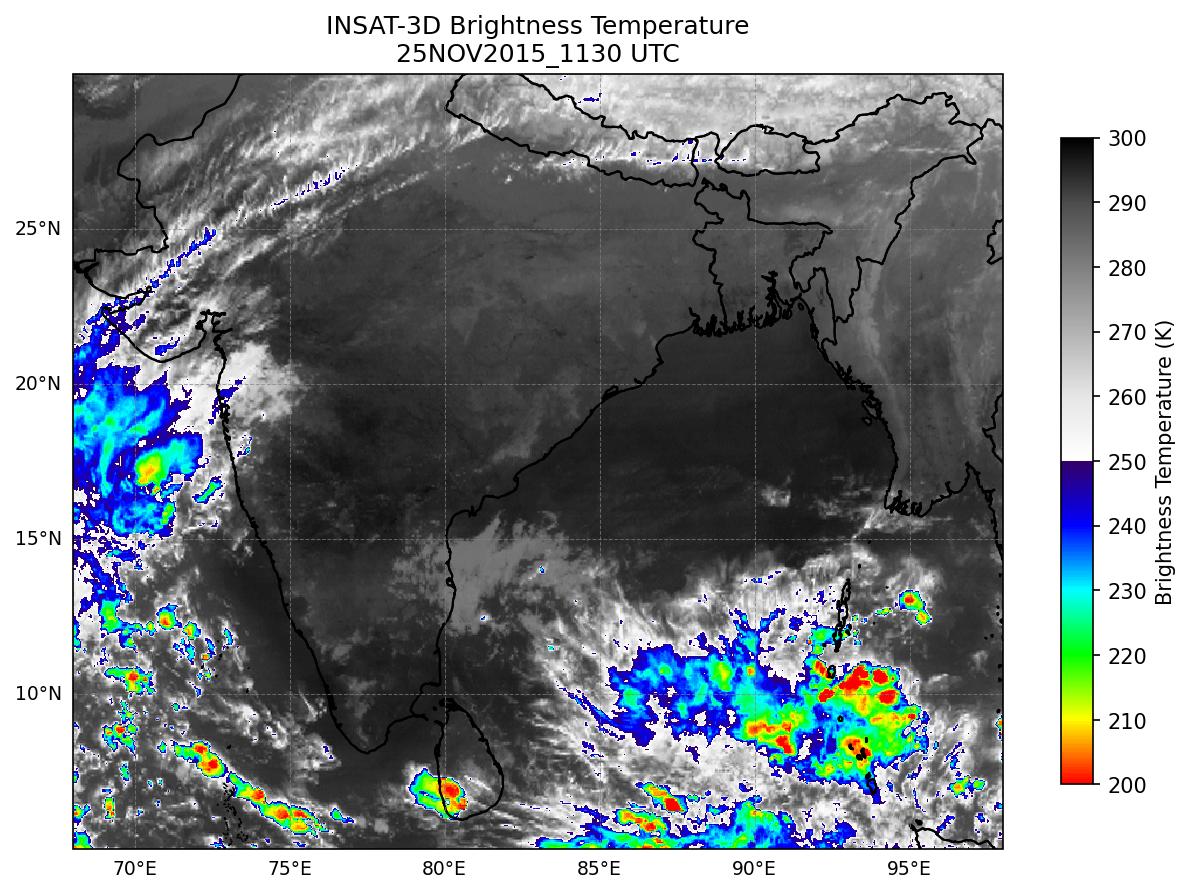 INSAT-3D Brightness Temperature
25NOV2015_1130 UTC
25°N
20°N
15°N
10°N
70°E
75°E
80°E
85°E
90°E
95°E
300
290
280
270
260
250
240
230
220
210
200
Brightness Temperature (K)